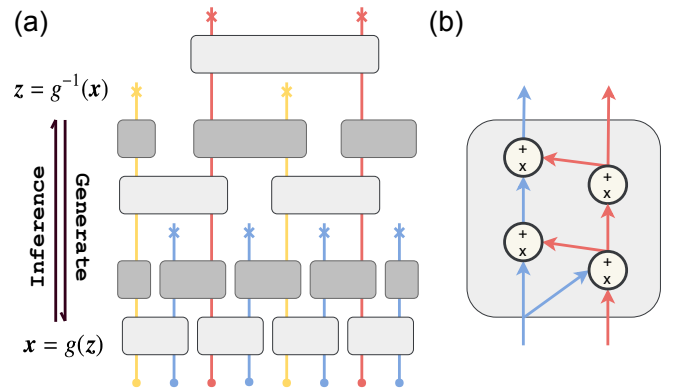 (a)
(b)
z = g⁻¹(x)
Inference
Generate
x = g(z)
+
x
+
x
+
x
+
x